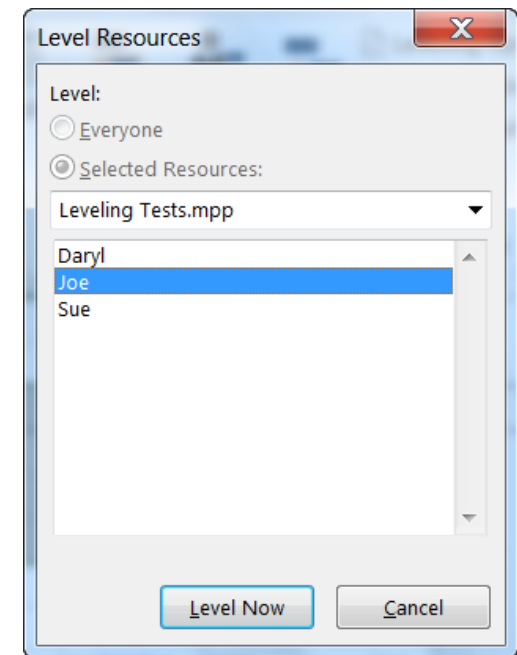 Level Resources
Level:
Everyone
Selected Resources:
Leveling Tests.mpp
Daryl
Joe
Sue
Level Now
Cancel